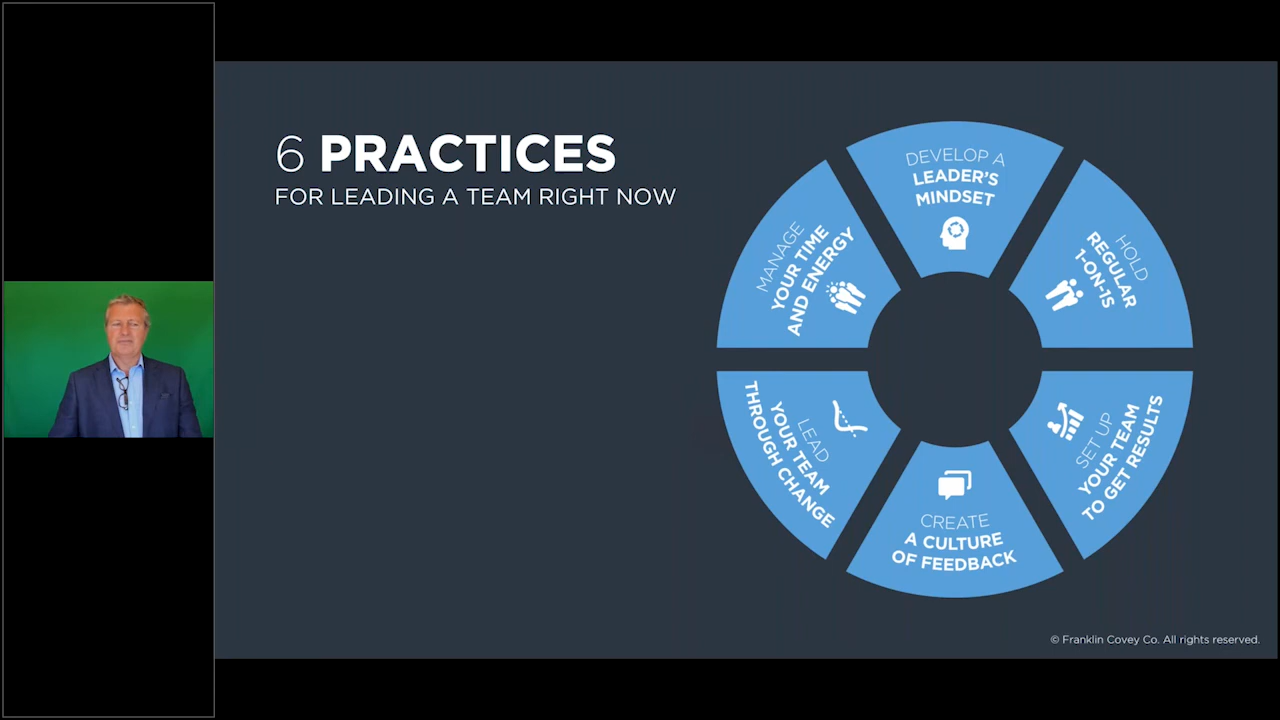 6 PRACTICES
FOR LEADING A TEAM RIGHT NOW
DEVELOP A
LEADER'S
MINDSET
HOLD
REGULAR
1-ON-1S
SET UP
YOUR TEAM
TO GET RESULTS
CREATE
A CULTURE
OF FEEDBACK
LEAD
YOUR TEAM
THROUGH CHANGE
MANAGE
YOUR TIME
AND ENERGY
© Franklin Covey Co. All rights reserved.